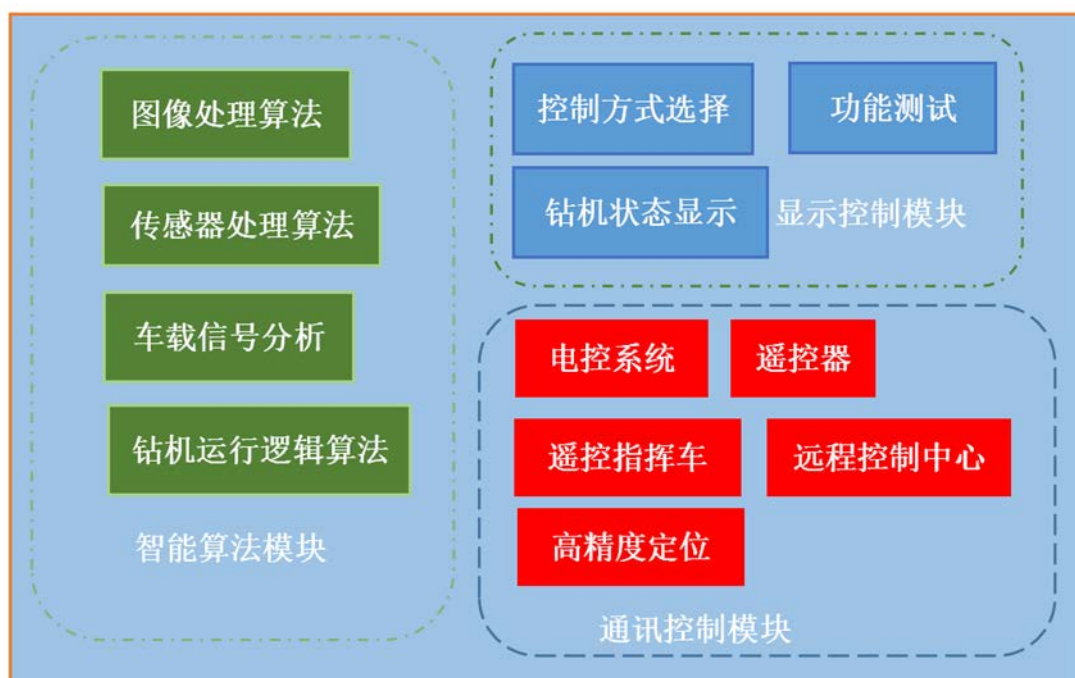 图像处理算法
传感器处理算法
车载信号分析
钻机运行逻辑算法
智能算法模块
控制方式选择
功能测试
钻机状态显示
显示控制模块
电控系统
遥控器
遥控指挥车
远程控制中心
高精度定位
通讯控制模块